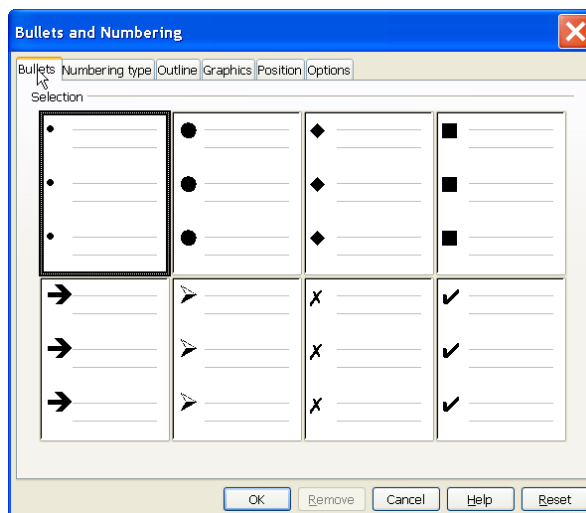 Bullets and Numbering
Bullets Numbering type Outline Graphics Position Options
Selection
OK Remove Cancel Help Reset